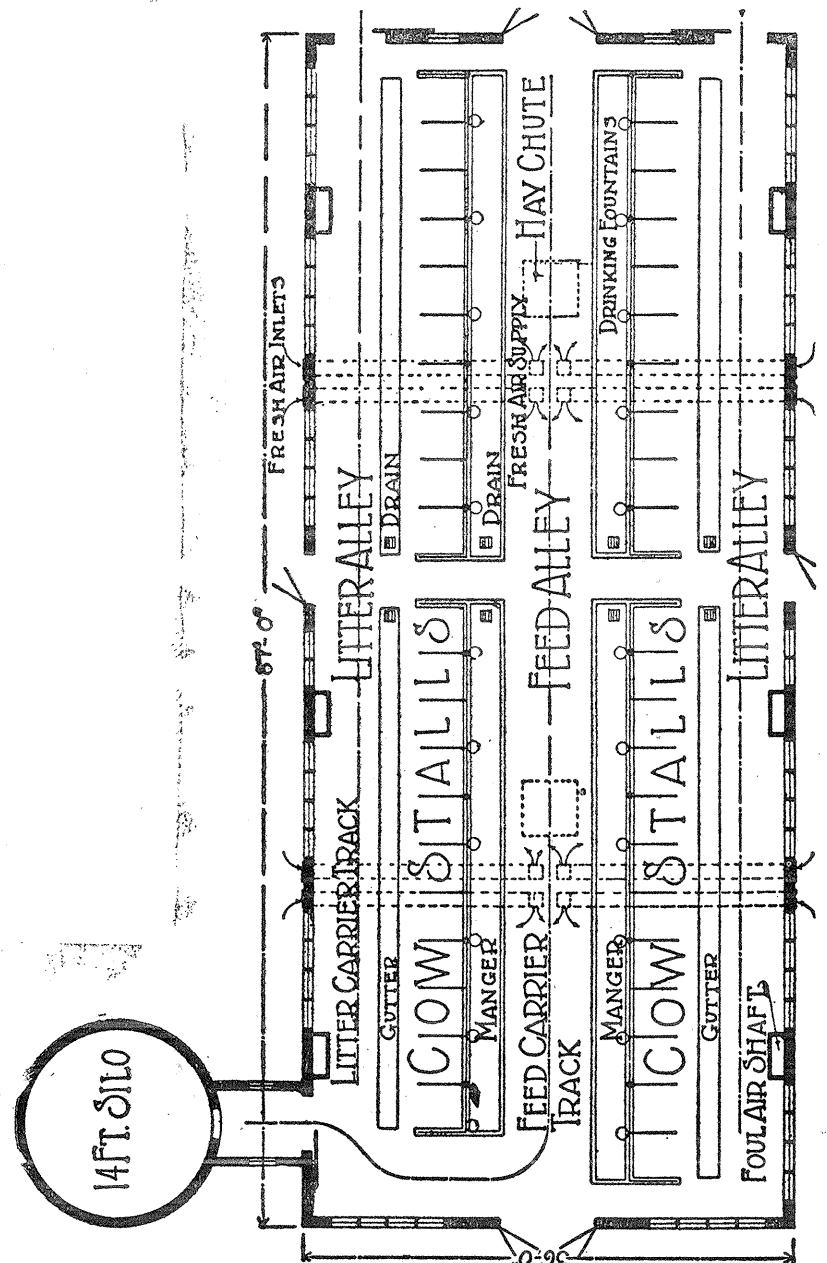 HAY CHUTE
DRINKING FOUNTAINS
FRESH AIR INLETS
FRESH AIR SUPPLY
DRAIN
DRAIN
LITTER ALLEY
FEED ALLEY
LITTER ALLEY
87'-0"
COW STALLS
COW STALLS
LITTER CARRIER TRACK
GUTTER
MANGER
FEED CARRIER
TRACK
MANGER
GUTTER
FOUL AIR SHAFT
14 FT. SILO
36'-0"